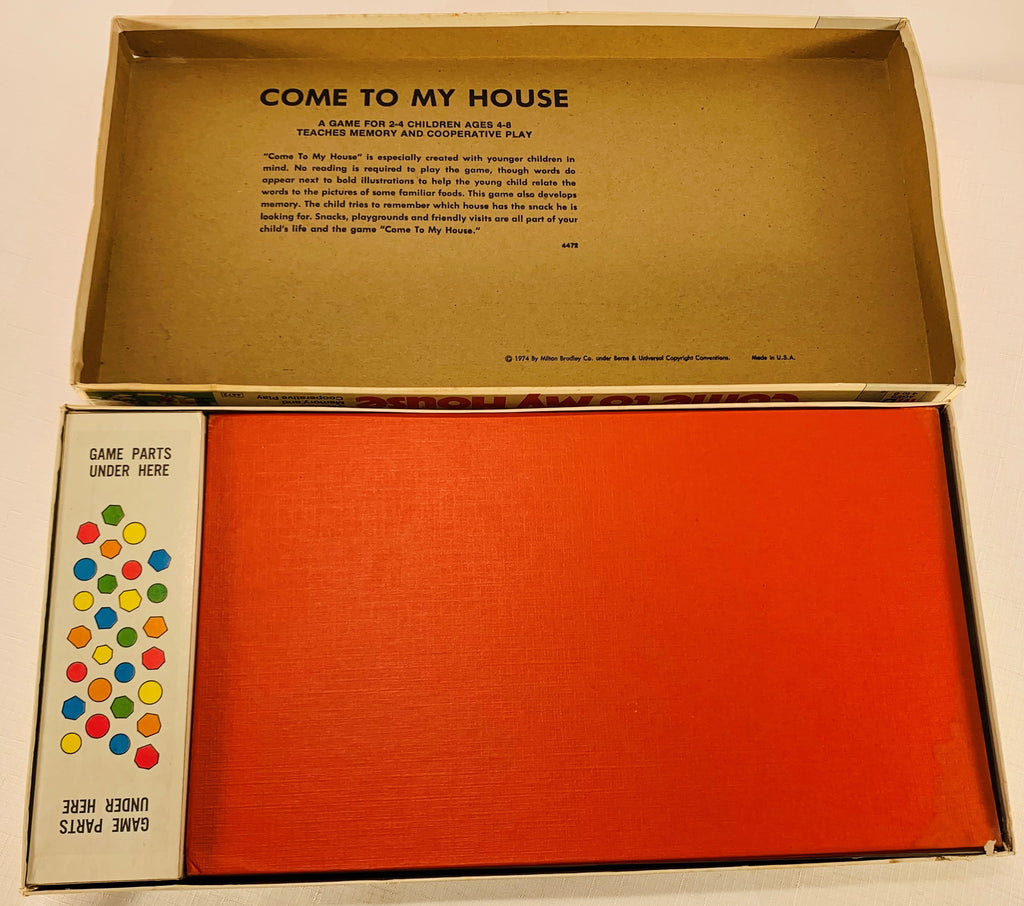 COME TO MY HOUSE
A GAME FOR 2-4 CHILDREN AGES 4-8
TEACHES MEMORY AND COOPERATIVE PLAY
"Come To My House" is especially created with younger children in
mind. No reading is required to play the game, though words do
appear next to bold illustrations to help the young child relate the
words to the pictures of some familiar foods. This game also develops
memory. The child tries to remember which house has the snack he is
looking for. Snacks, playgrounds and friendly visits are all part of your
child's life and the game "Come To My House."
4472
© 1974 By Milton Bradley Co. under Berne & Universal Copyright Conventions. Made in U.S.A.
Come to My House
Memory and
Cooperative Play
4472
GAME PARTS
UNDER HERE
GAME PARTS
UNDER HERE